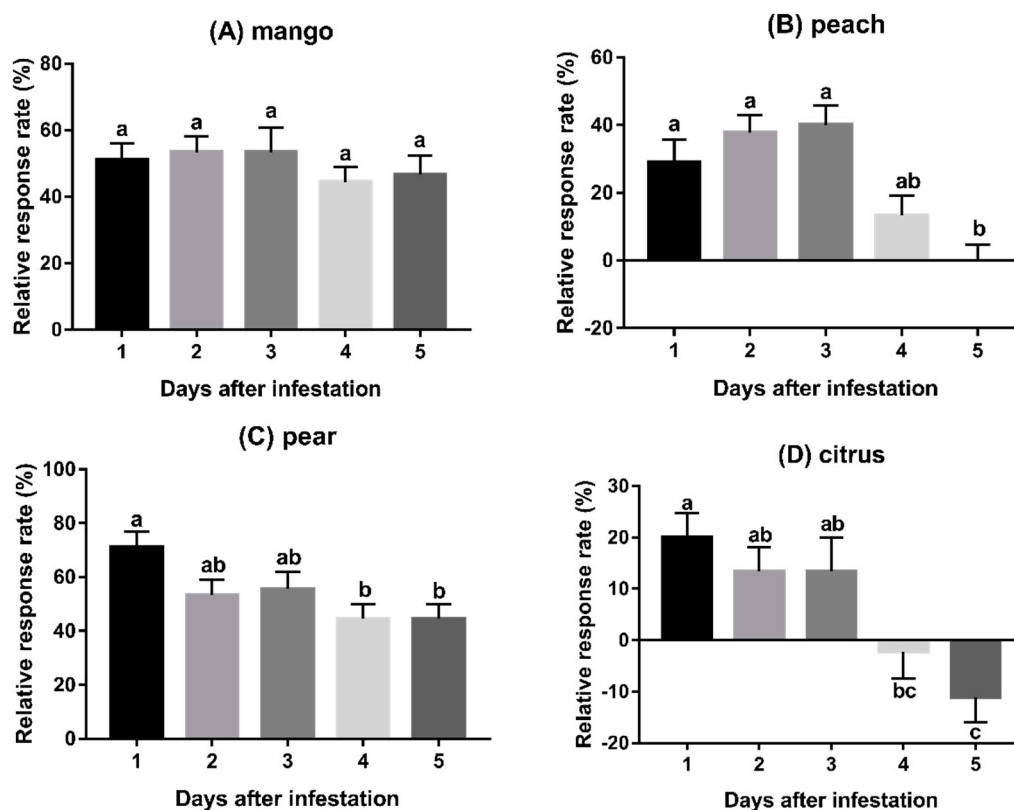 (A) mango
Relative response rate (%)
80
60
40
20
0
a a a a a
1 2 3 4 5
Days after infestation
(B) peach
Relative response rate (%)
60
40
20
0
-20
a a a ab b
1 2 3 4 5
Days after infestation
(C) pear
Relative response rate (%)
100
80
60
40
20
0
a ab ab b b
1 2 3 4 5
Days after infestation
(D) citrus
Relative response rate (%)
30
20
10
0
-10
-20
a ab ab bc c
1 2 3 4 5
Days after infestation